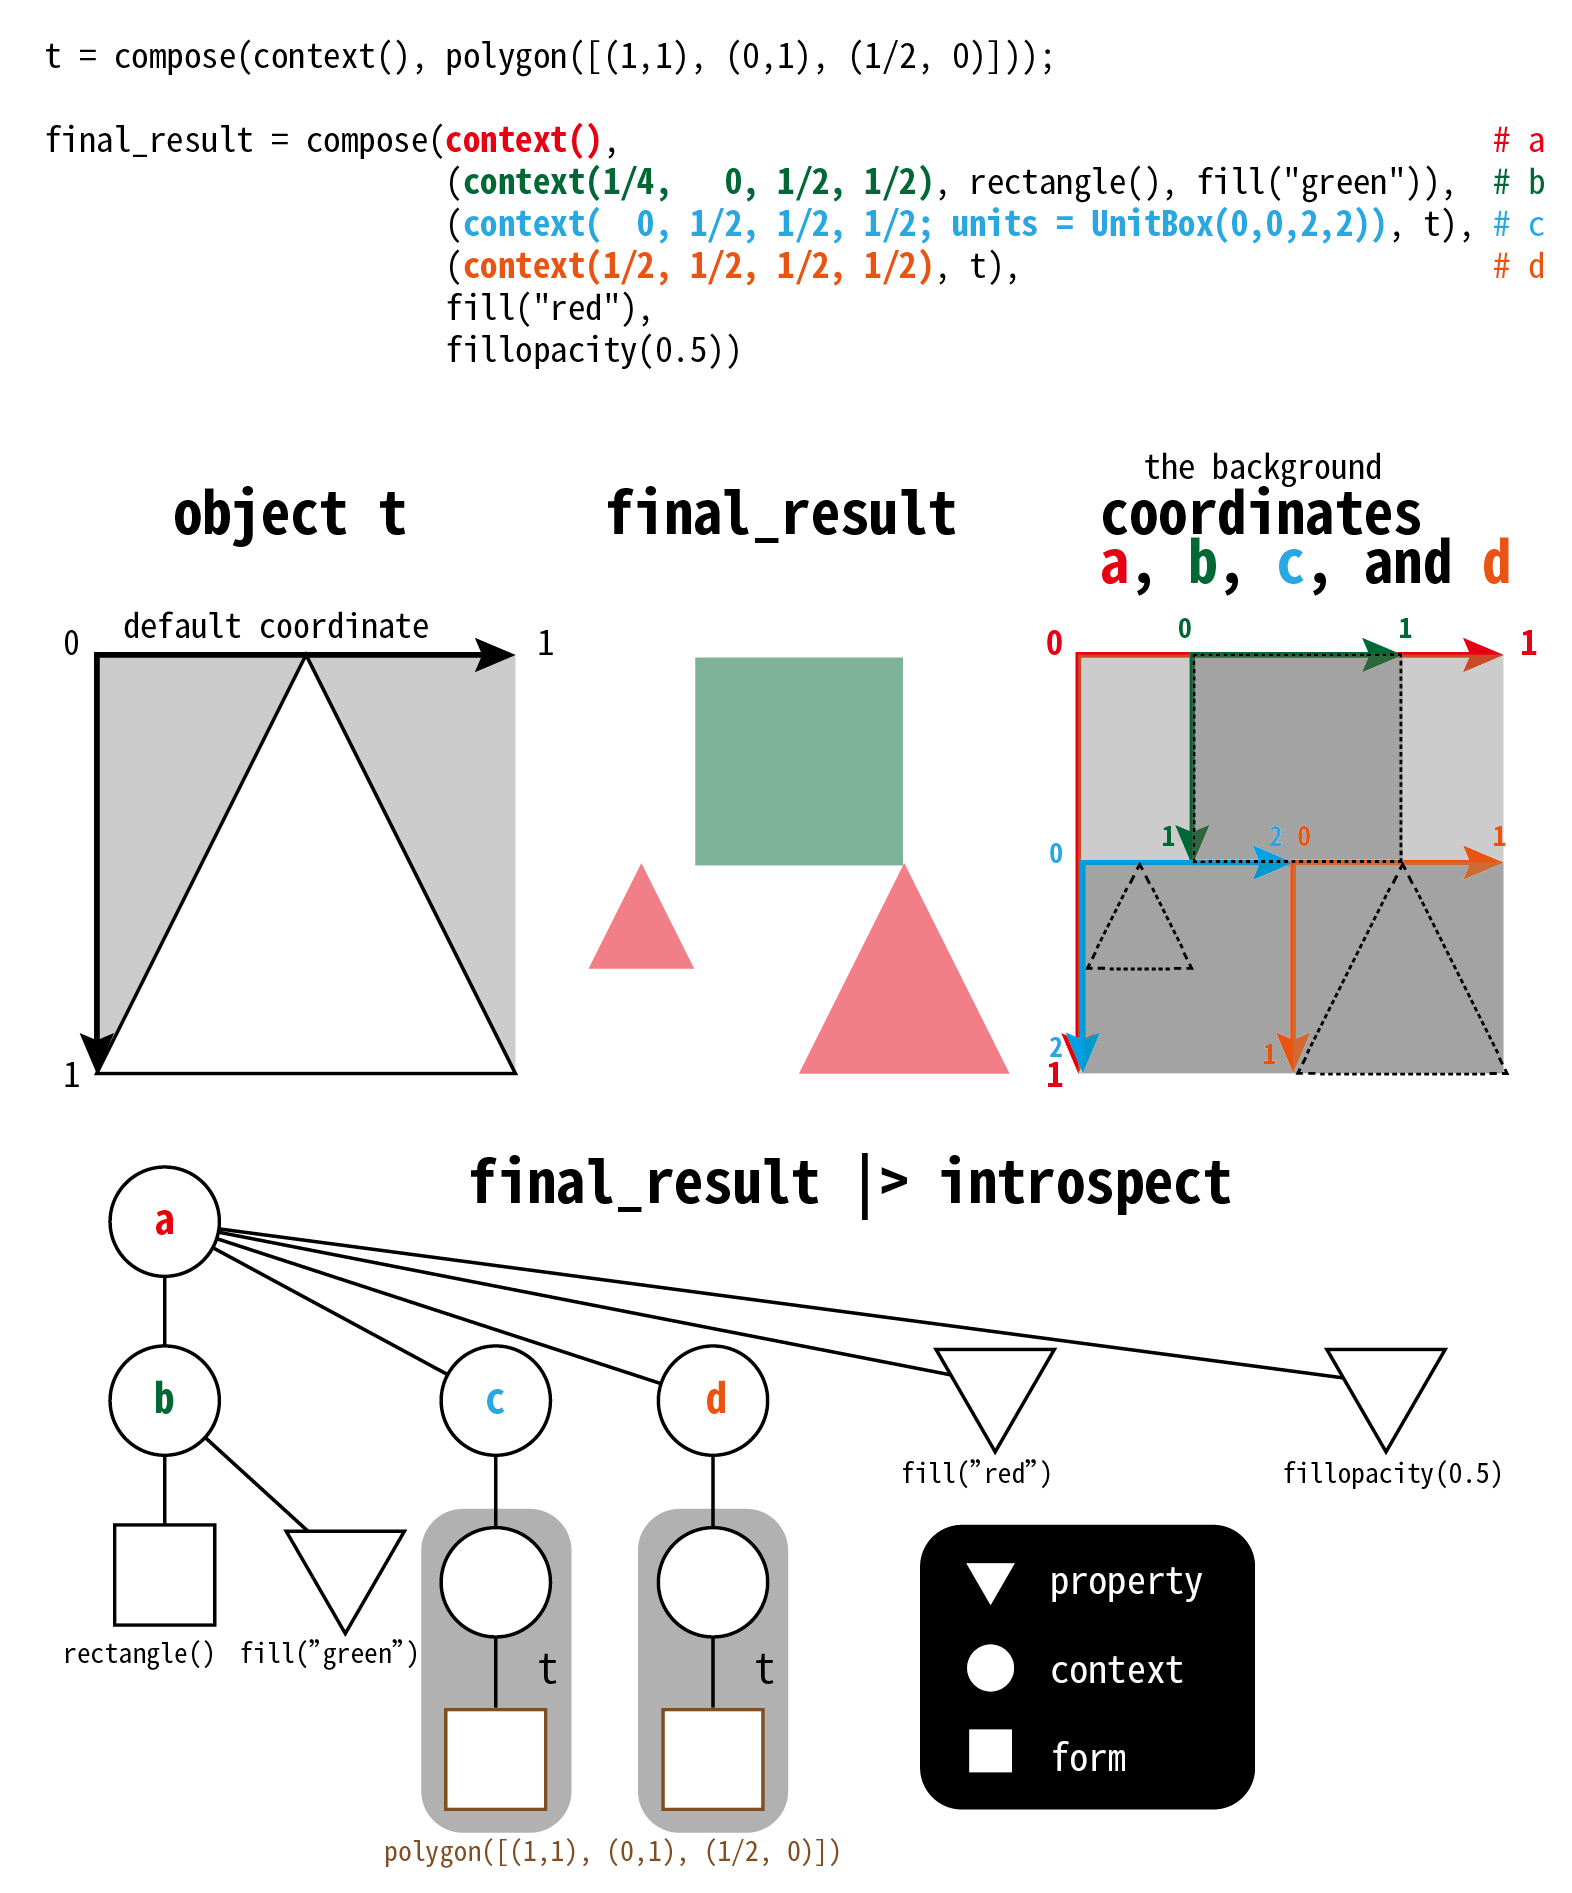 t = compose(context(), polygon([(1,1), (0,1), (1/2, 0)]));
final_result = compose(context(), # a
(context(1/4,   0, 1/2, 1/2), rectangle(), fill("green")), # b
(context(  0, 1/2, 1/2, 1/2; units = UnitBox(0,0,2,2)), t), # c
(context(1/2, 1/2, 1/2, 1/2), t), # d
fill("red"),
fillopacity(0.5))
object t
final_result
the background
coordinates
a, b, c, and d
0
default coordinate
1
1
0
0
1
1
0
1
2
0
1
2
1
1
final_result |> introspect
a
b
c
d
fill("red")
fillopacity(0.5)
rectangle()
fill("green")
t
t
polygon([(1,1), (0,1), (1/2, 0)])
property
context
form